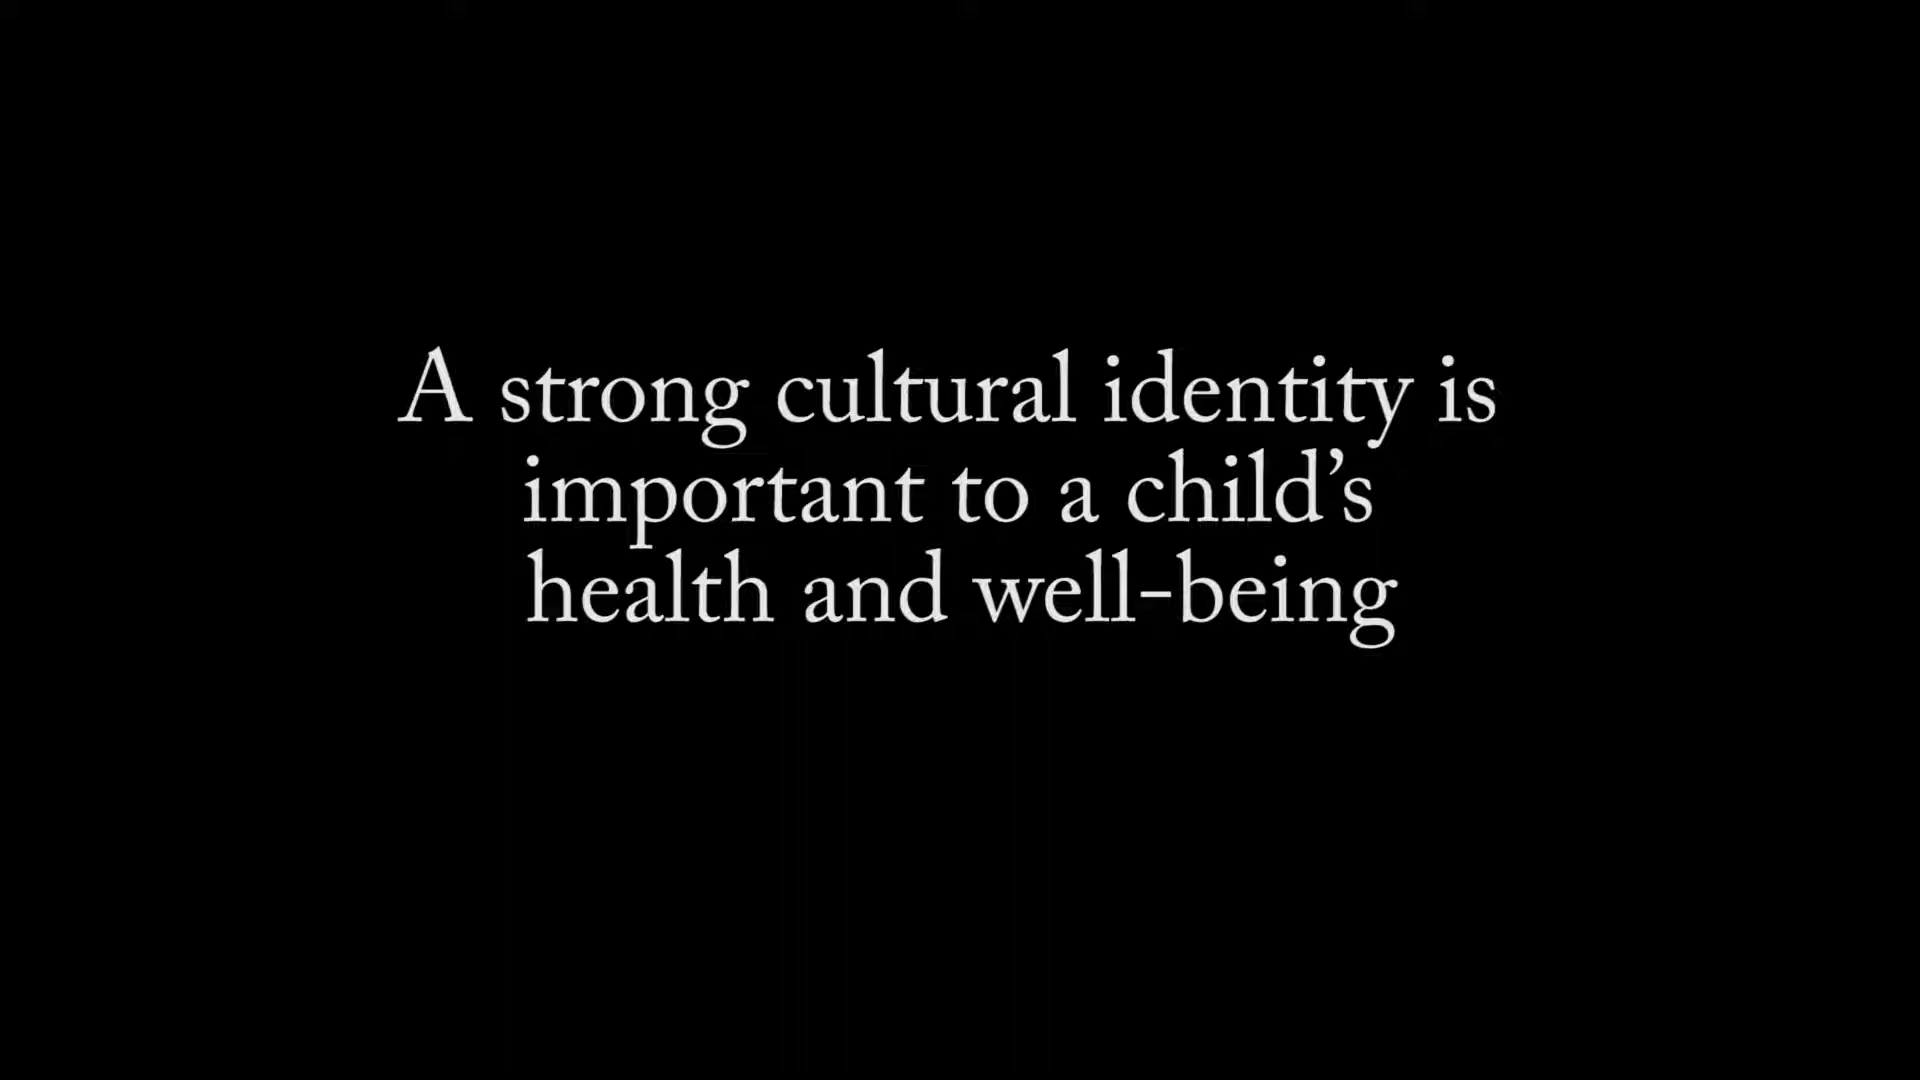 A strong cultural identity is
important to a child’s
health and well-being